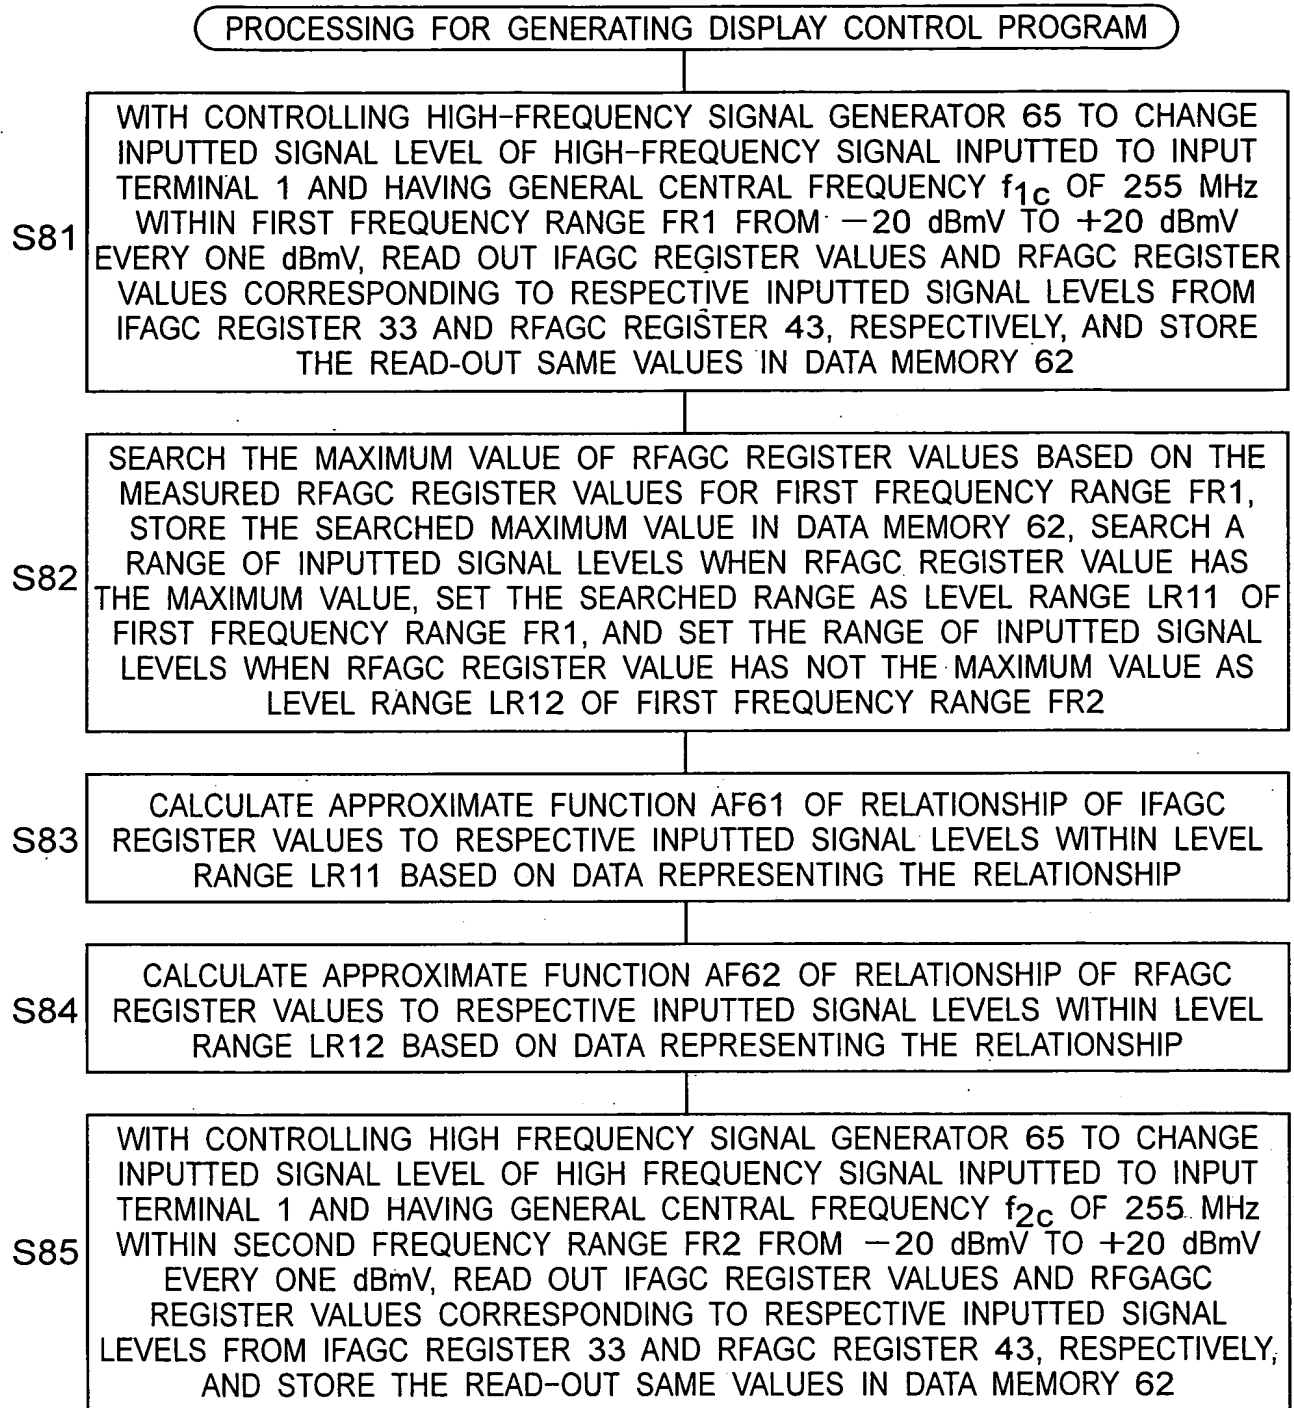 PROCESSING FOR GENERATING DISPLAY CONTROL PROGRAM
S81
WITH CONTROLLING HIGH-FREQUENCY SIGNAL GENERATOR 65 TO CHANGE
INPUTTED SIGNAL LEVEL OF HIGH-FREQUENCY SIGNAL INPUTTED TO INPUT
TERMINAL 1 AND HAVING GENERAL CENTRAL FREQUENCY f1c OF 255 MHz
WITHIN FIRST FREQUENCY RANGE FR1 FROM −20 dBmV TO +20 dBmV
EVERY ONE dBmV, READ OUT IFAGC REGISTER VALUES AND RFAGC REGISTER
VALUES CORRESPONDING TO RESPECTIVE INPUTTED SIGNAL LEVELS FROM
IFAGC REGISTER 33 AND RFAGC REGISTER 43, RESPECTIVELY, AND STORE
THE READ-OUT SAME VALUES IN DATA MEMORY 62
S82
SEARCH THE MAXIMUM VALUE OF RFAGC REGISTER VALUES BASED ON THE
MEASURED RFAGC REGISTER VALUES FOR FIRST FREQUENCY RANGE FR1,
STORE THE SEARCHED MAXIMUM VALUE IN DATA MEMORY 62, SEARCH A
RANGE OF INPUTTED SIGNAL LEVELS WHEN RFAGC REGISTER VALUE HAS
THE MAXIMUM VALUE, SET THE SEARCHED RANGE AS LEVEL RANGE LR11 OF
FIRST FREQUENCY RANGE FR1, AND SET THE RANGE OF INPUTTED SIGNAL
LEVELS WHEN RFAGC REGISTER VALUE HAS NOT THE MAXIMUM VALUE AS
LEVEL RANGE LR12 OF FIRST FREQUENCY RANGE FR2
S83
CALCULATE APPROXIMATE FUNCTION AF61 OF RELATIONSHIP OF IFAGC
REGISTER VALUES TO RESPECTIVE INPUTTED SIGNAL LEVELS WITHIN LEVEL
RANGE LR11 BASED ON DATA REPRESENTING THE RELATIONSHIP
S84
CALCULATE APPROXIMATE FUNCTION AF62 OF RELATIONSHIP OF RFAGC
REGISTER VALUES TO RESPECTIVE INPUTTED SIGNAL LEVELS WITHIN LEVEL
RANGE LR12 BASED ON DATA REPRESENTING THE RELATIONSHIP
S85
WITH CONTROLLING HIGH FREQUENCY SIGNAL GENERATOR 65 TO CHANGE
INPUTTED SIGNAL LEVEL OF HIGH FREQUENCY SIGNAL INPUTTED TO INPUT
TERMINAL 1 AND HAVING GENERAL CENTRAL FREQUENCY f2c OF 255 MHz
WITHIN SECOND FREQUENCY RANGE FR2 FROM −20 dBmV TO +20 dBmV
EVERY ONE dBmV, READ OUT IFAGC REGISTER VALUES AND RFGAGC
REGISTER VALUES CORRESPONDING TO RESPECTIVE INPUTTED SIGNAL
LEVELS FROM IFAGC REGISTER 33 AND RFAGC REGISTER 43, RESPECTIVELY,
AND STORE THE READ-OUT SAME VALUES IN DATA MEMORY 62